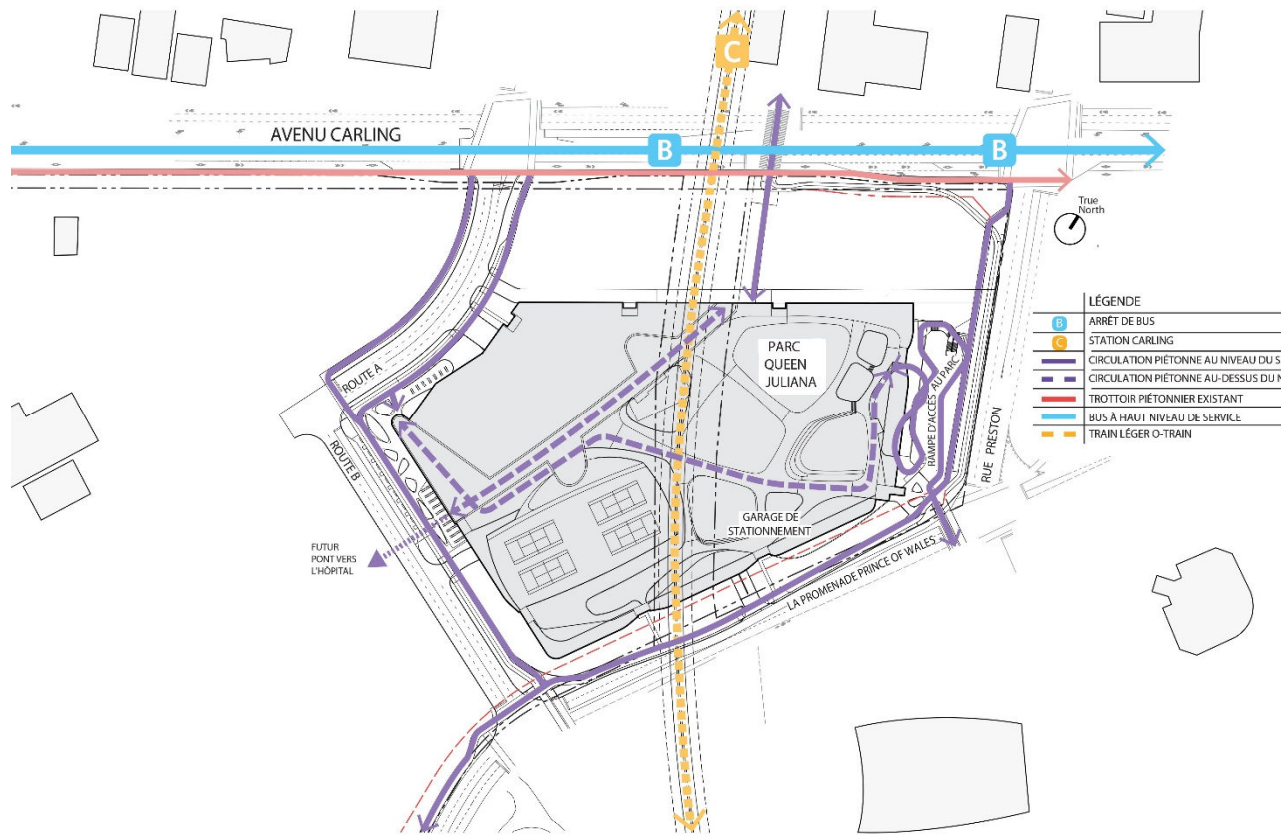 C
AVENU CARLING
B
B
True
North
LÉGENDE
B ARRÊT DE BUS
C STATION CARLING
CIRCULATION PIÉTONNE AU NIVEAU DU S
CIRCULATION PIÉTONNE AU-DESSUS DU N
TROTTOIR PIÉTONNIER EXISTANT
BUS À HAUT NIVEAU DE SERVICE
TRAIN LÉGER O-TRAIN
PARC
QUEEN
JULIANA
ROUTE A
RAMPE D'ACCÈS AU PARC
RUE PRESTON
ROUTE B
GARAGE DE
STATIONNEMENT
FUTUR
PONT VERS
L'HÔPITAL
LA PROMENADE PRINCE OF WALES